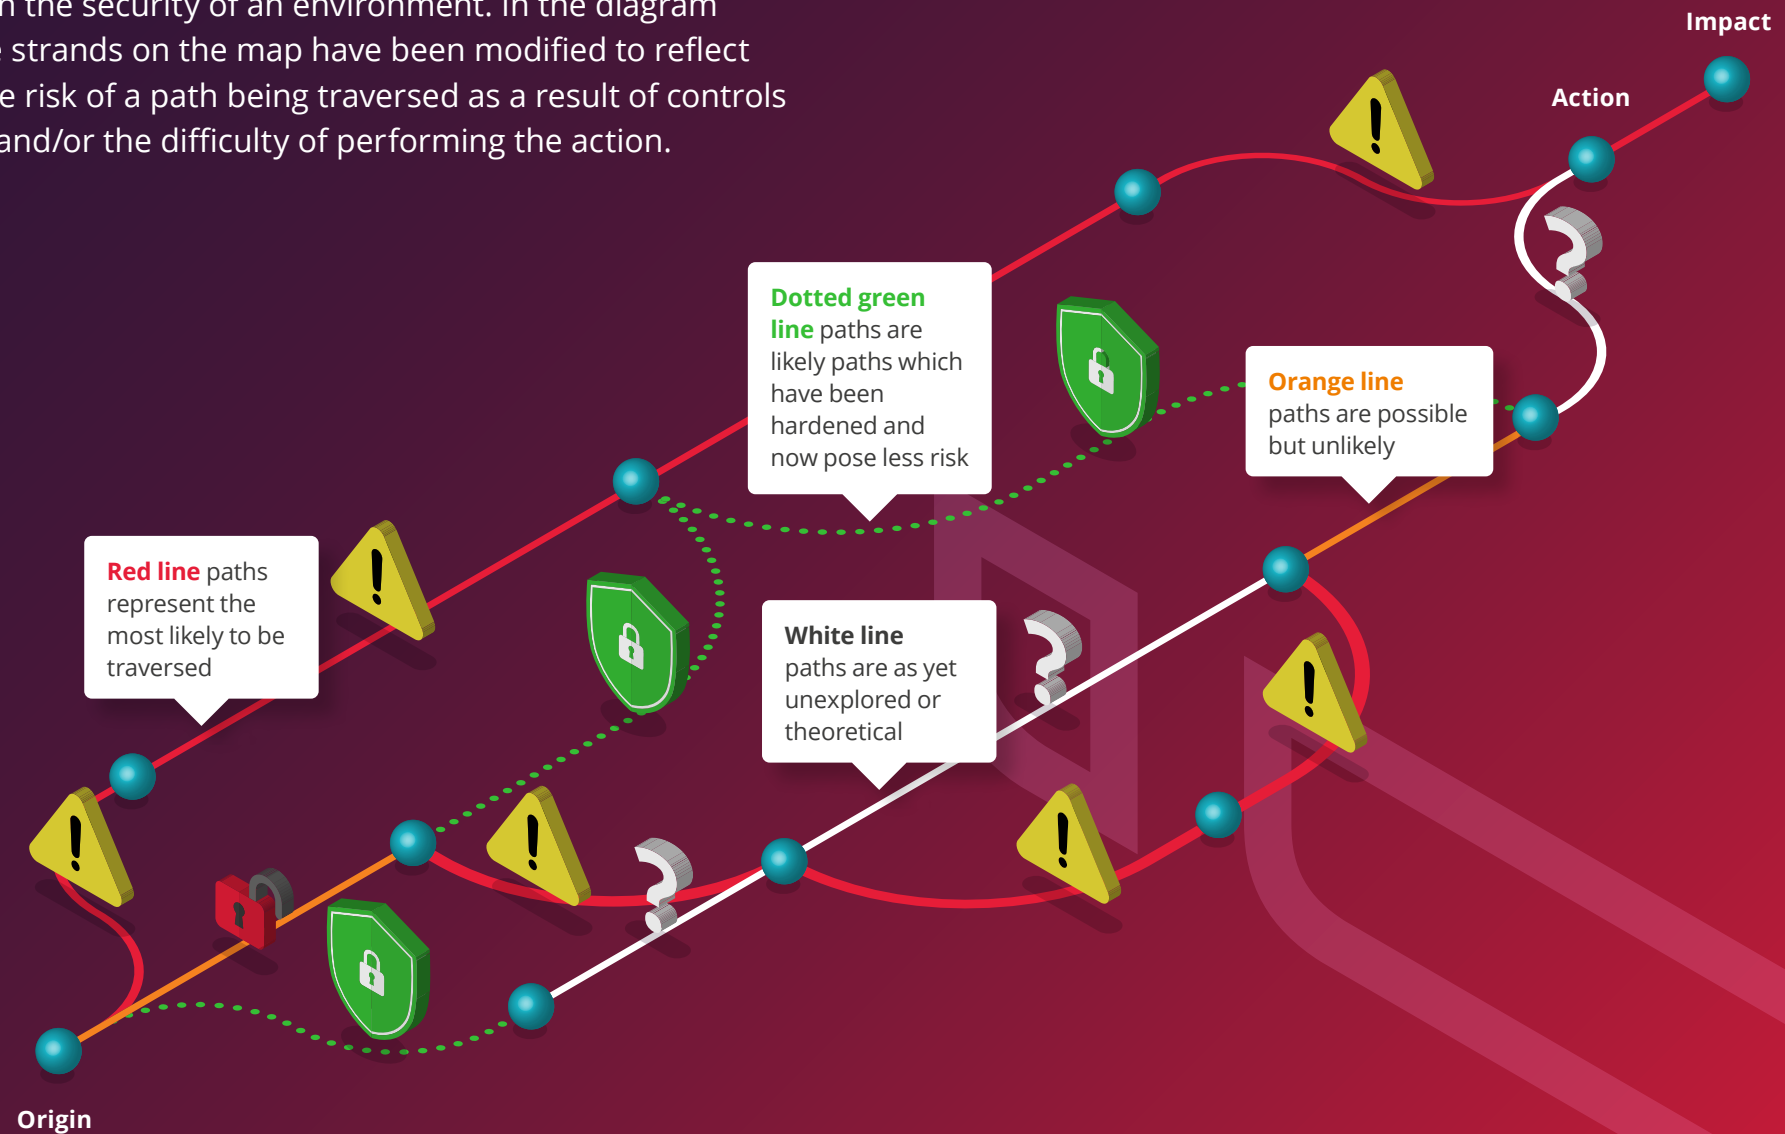 the security of an environment. In the diagram
strands on the map have been modified to reflect
risk of a path being traversed as a result of controls
and/or the difficulty of performing the action.
Impact
Action
Dotted green
line paths are
likely paths which
have been
hardened and
now pose less risk
Orange line
paths are possible
but unlikely
Red line paths
represent the
most likely to be
traversed
White line
paths are as yet
unexplored or
theoretical
Origin